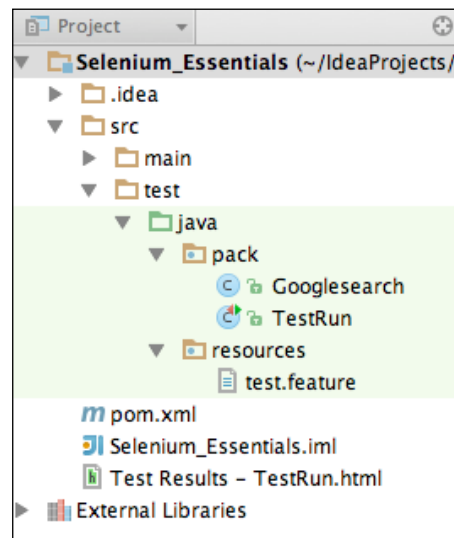 Project
Selenium_Essentials (~/IdeaProjects/
.idea
src
main
test
java
pack
Googlesearch
TestRun
resources
test.feature
pom.xml
Selenium_Essentials.iml
Test Results – TestRun.html
External Libraries